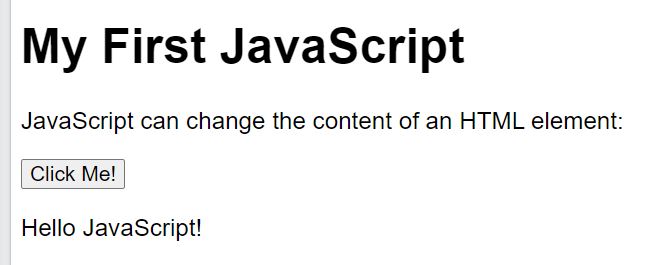 My First JavaScript
JavaScript can change the content of an HTML element:
Click Me!
Hello JavaScript!